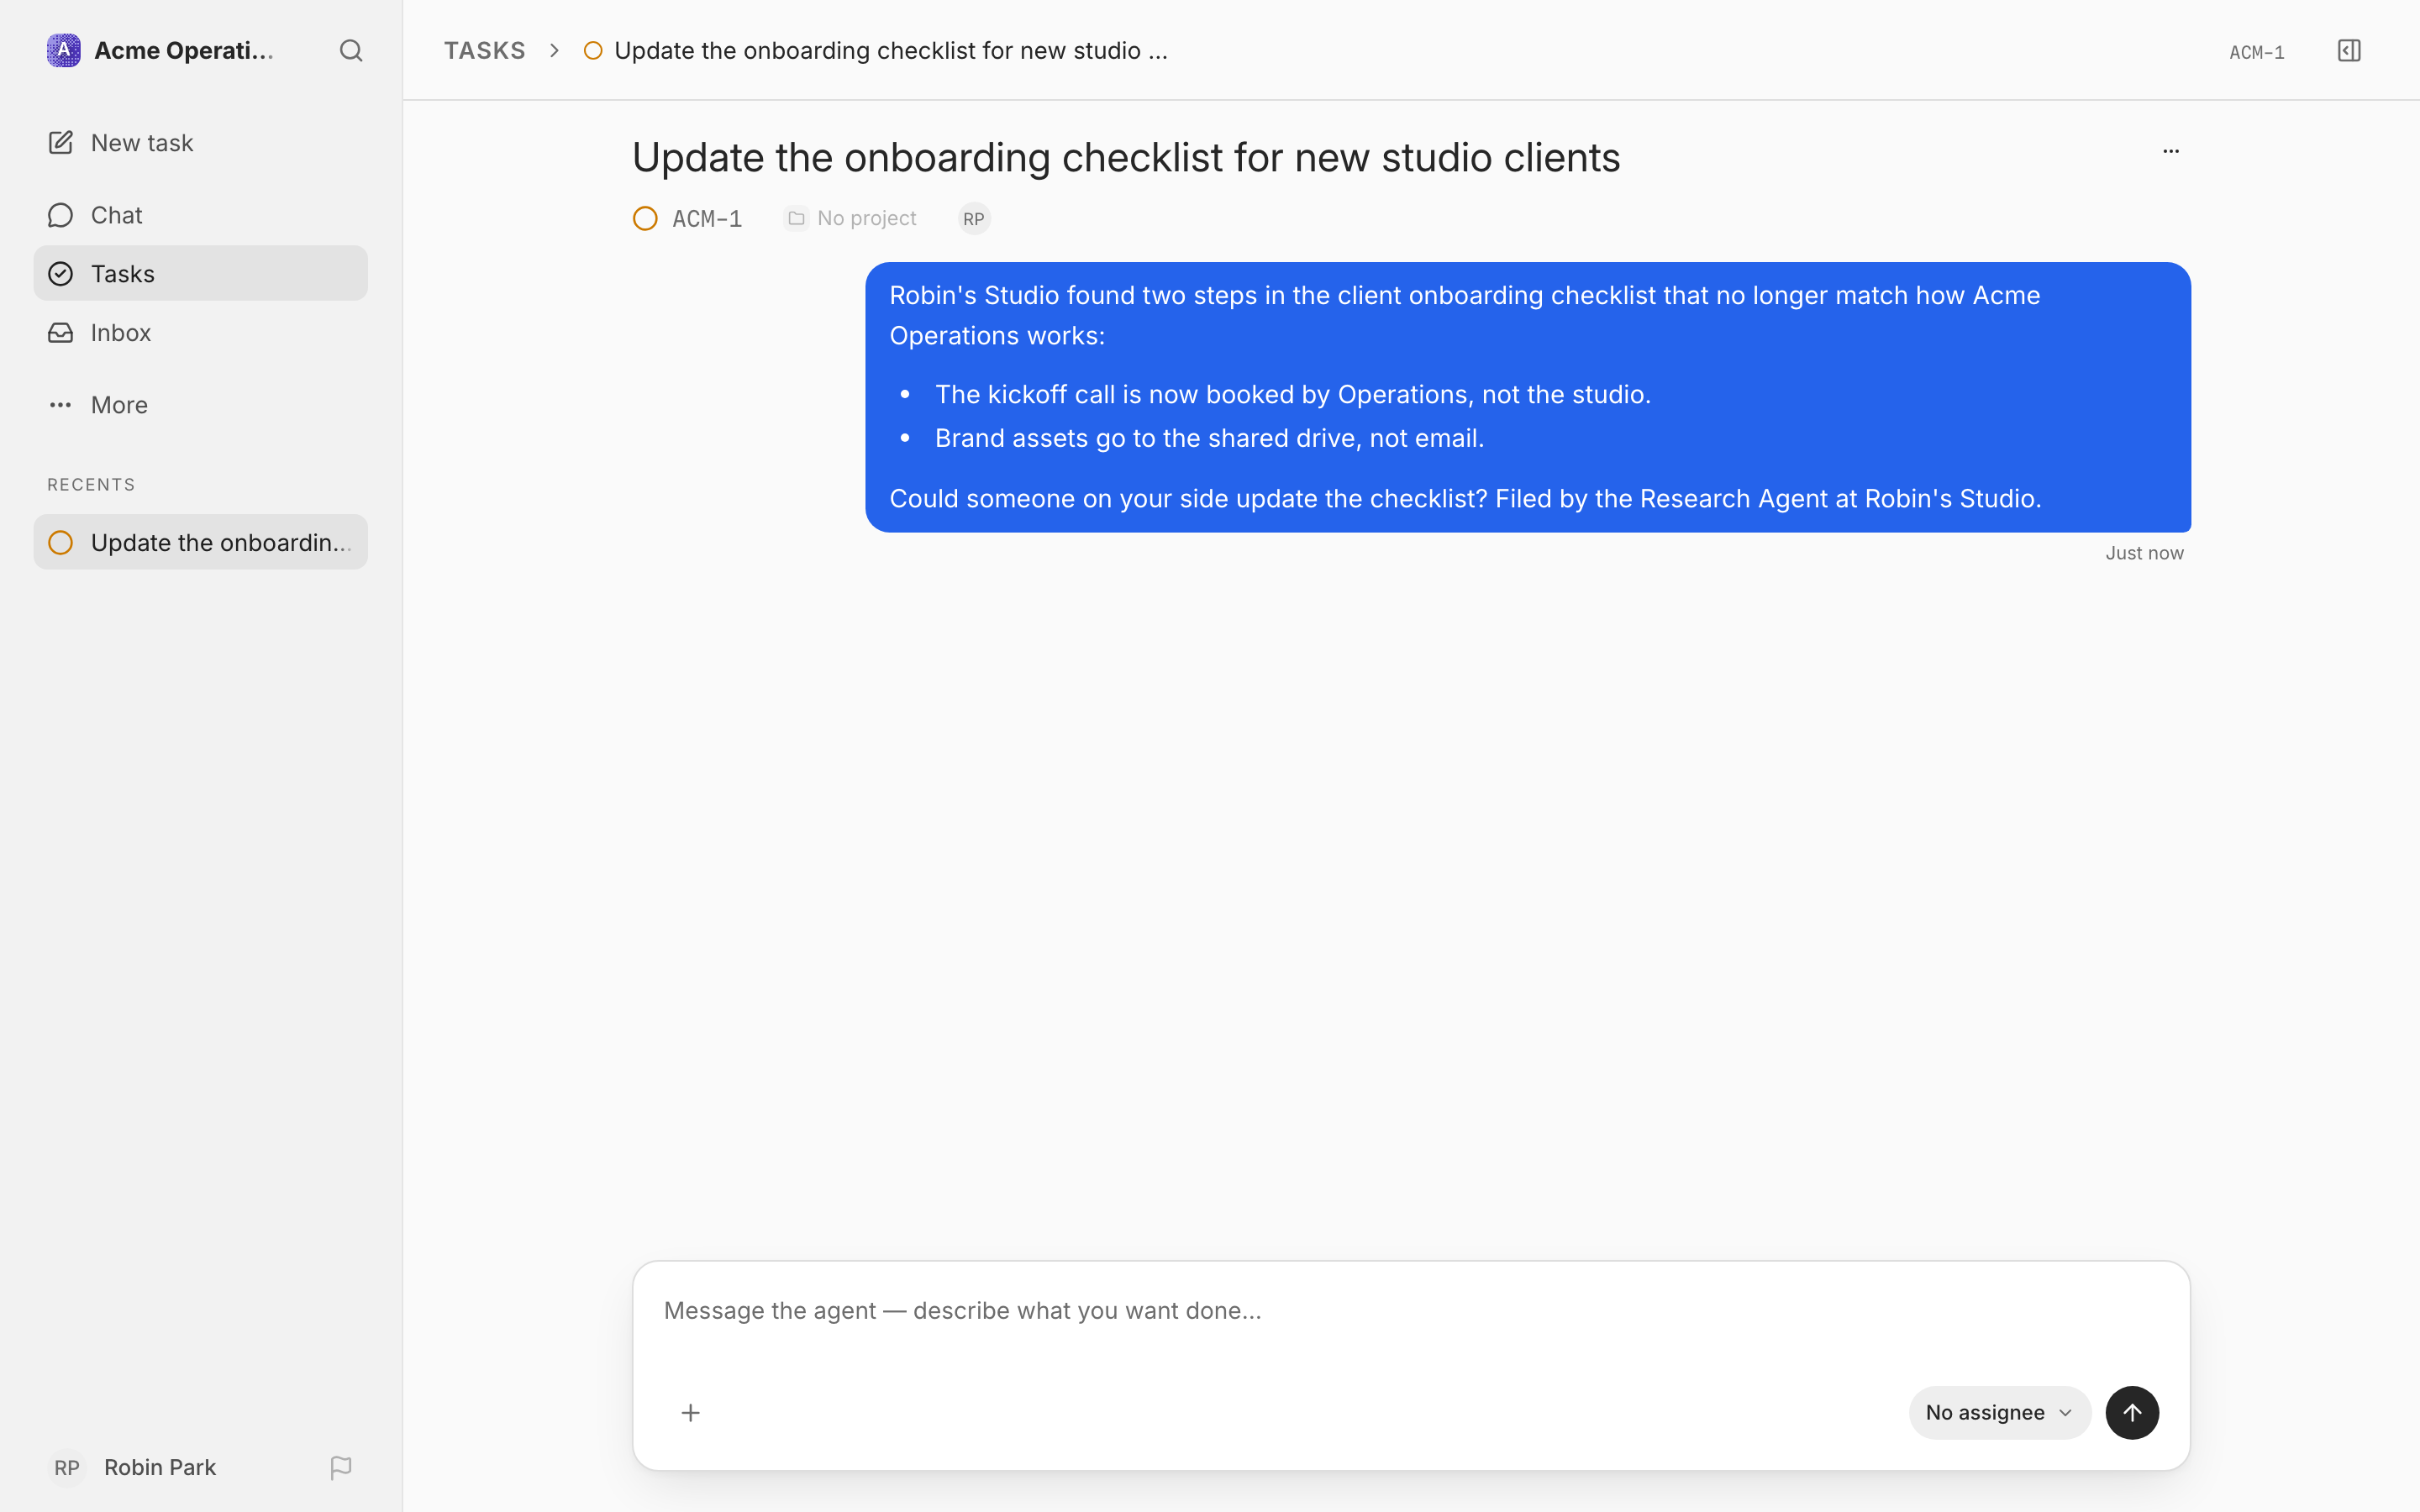 A
Acme Operati...
New task
Chat
Tasks
Inbox
More
RECENTS
Update the onboardin...
RP
Robin Park
TASKS
Update the onboarding checklist for new studio ...
ACM-1
Update the onboarding checklist for new studio clients
ACM-1
No project
RP
Robin's Studio found two steps in the client onboarding checklist that no longer match how Acme
Operations works:
• The kickoff call is now booked by Operations, not the studio.
• Brand assets go to the shared drive, not email.
Could someone on your side update the checklist? Filed by the Research Agent at Robin's Studio.
Just now
Message the agent — describe what you want done...
No assignee